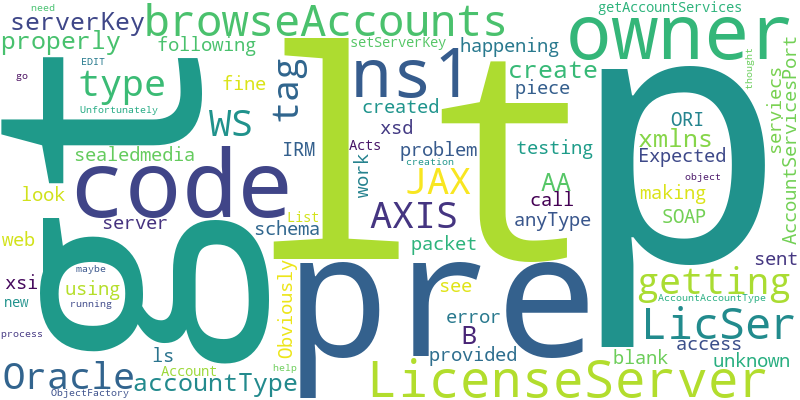 need
browseAccounts
getAccountServices
serverKey
owner
properly
following
setServerKey
happening
EDIT
ns1
go
type
fine
tag
create
thought
Unfortunately
created
piece
gt
lt
p
WS
xsd
ORI
xmlns
sealedmedia
IRM
Acts
problem
testing
seryiecs
code
work
creation
Expected
AccountServicesPort
look
JAX
AA
object
making
call
server
List
AXIS
anyType
SOAP
web
schema
packet
xsi
maybe
Obviously
pre
see
sent
new
using
getting
running
error
AccountAccountType
process
B
LicSer
ls
provided
access
Oracle
Account
blank
unknown
accountType
help
LicenseServer
ObjectFactory